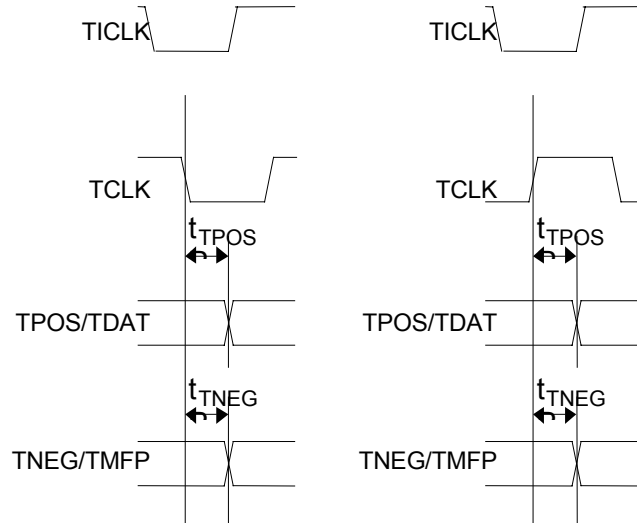 TICLK
TICLK
TCLK
TCLK
tTPOS
tTPOS
TPOS/TDAT
TPOS/TDAT
tTNEG
tTNEG
TNEG/TMFP
TNEG/TMFP